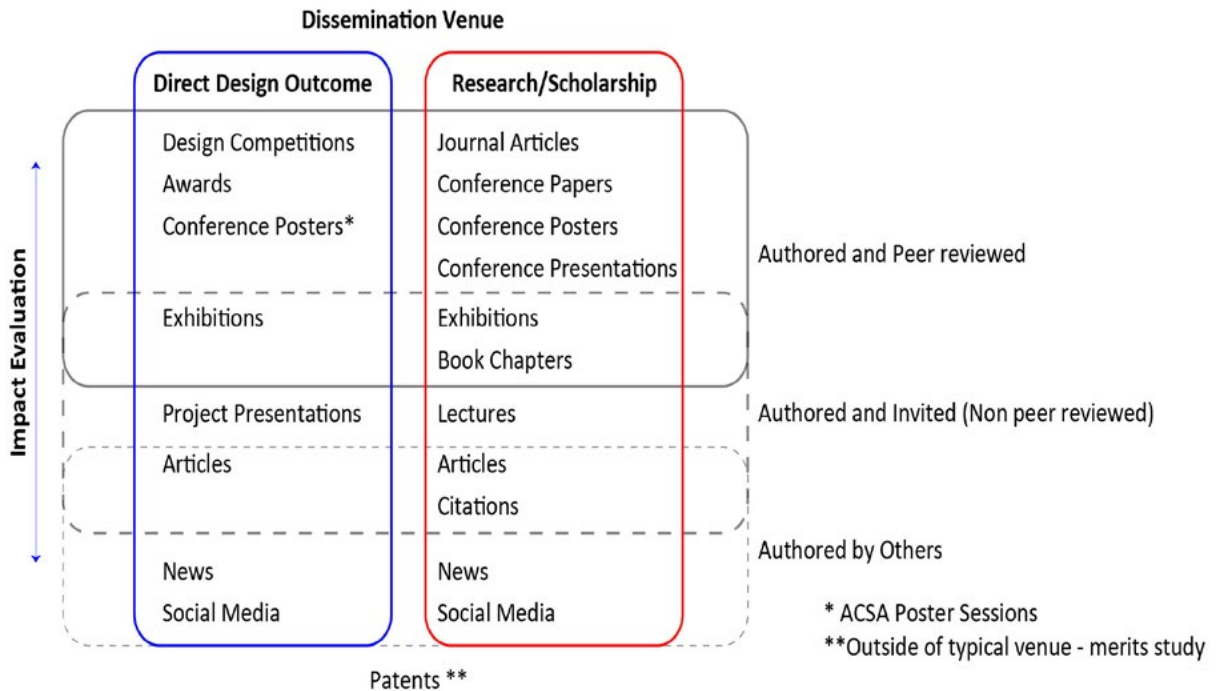 Dissemination Venue
Direct Design Outcome
Research/Scholarship
Design Competitions
Journal Articles
Awards
Conference Papers
Conference Posters*
Conference Posters
Conference Presentations
Authored and Peer reviewed
Exhibitions
Exhibitions
Book Chapters
Impact Evaluation
Project Presentations
Lectures
Authored and Invited (Non peer reviewed)
Articles
Articles
Citations
Authored by Others
News
News
Social Media
Social Media
* ACSA Poster Sessions
**Outside of typical venue - merits study
Patents **